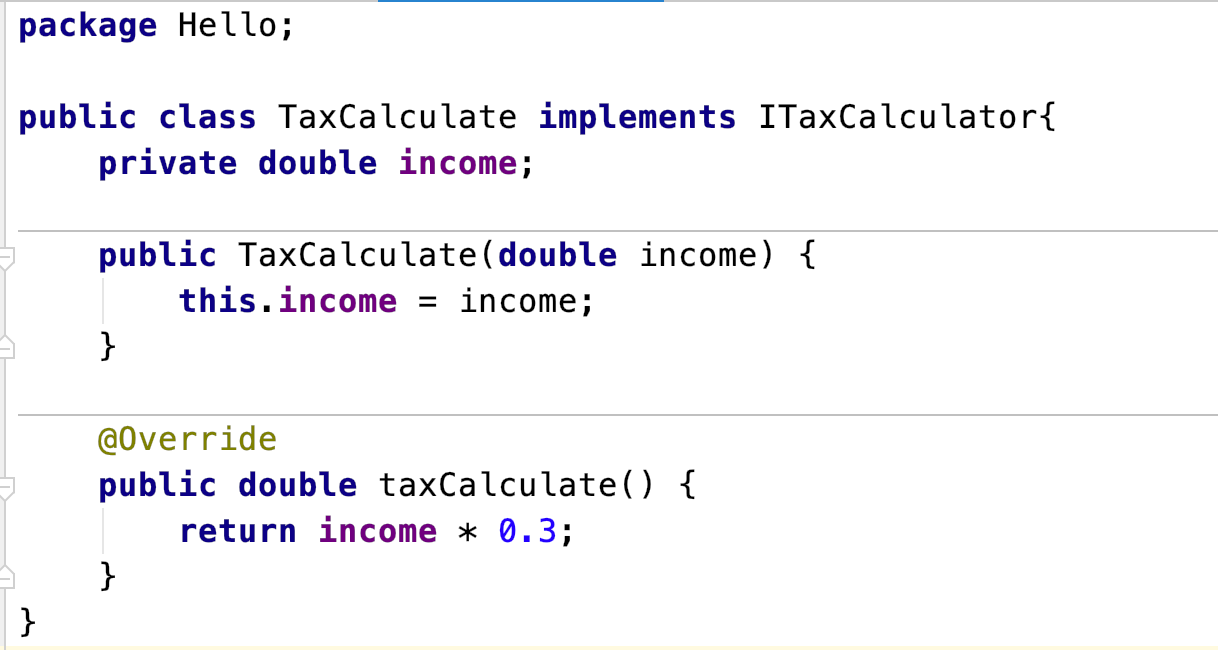 package Hello;
public class TaxCalculate implements ITaxCalculator{
    private double income;
    public TaxCalculate(double income) {
        this.income = income;
    }
    @Override
    public double taxCalculate() {
        return income * 0.3;
    }
}